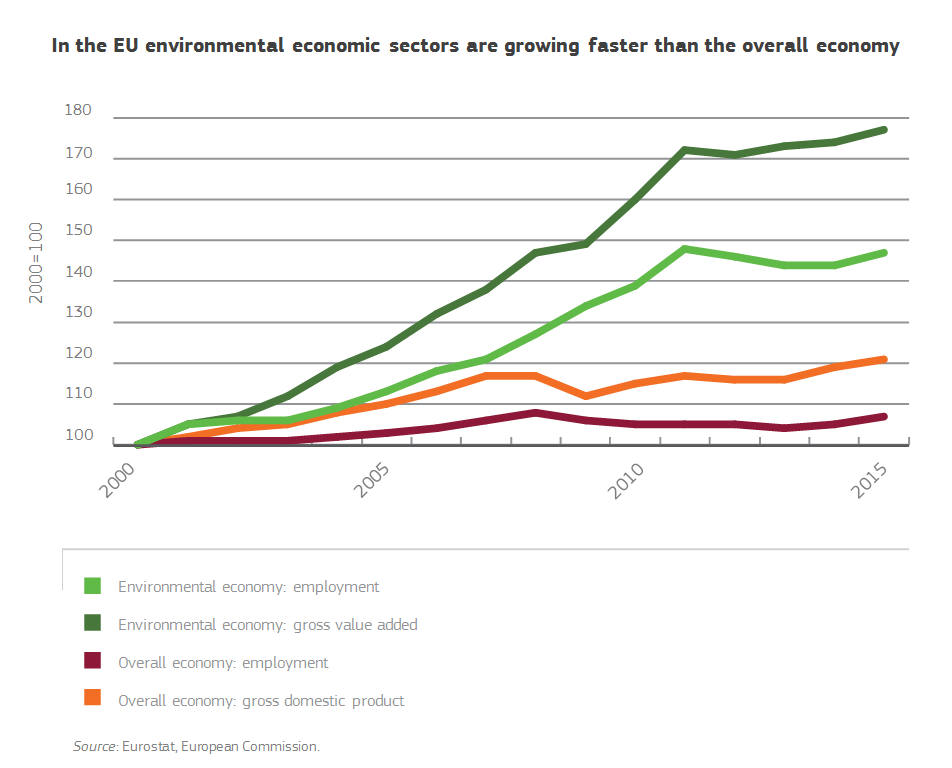 In the EU environmental economic sectors are growing faster than the overall economy
180
170
160
150
140
130
120
110
100
2000=100
2000
2005
2010
2015
Environmental economy: employment
Environmental economy: gross value added
Overall economy: employment
Overall economy: gross domestic product
Source: Eurostat, European Commission.